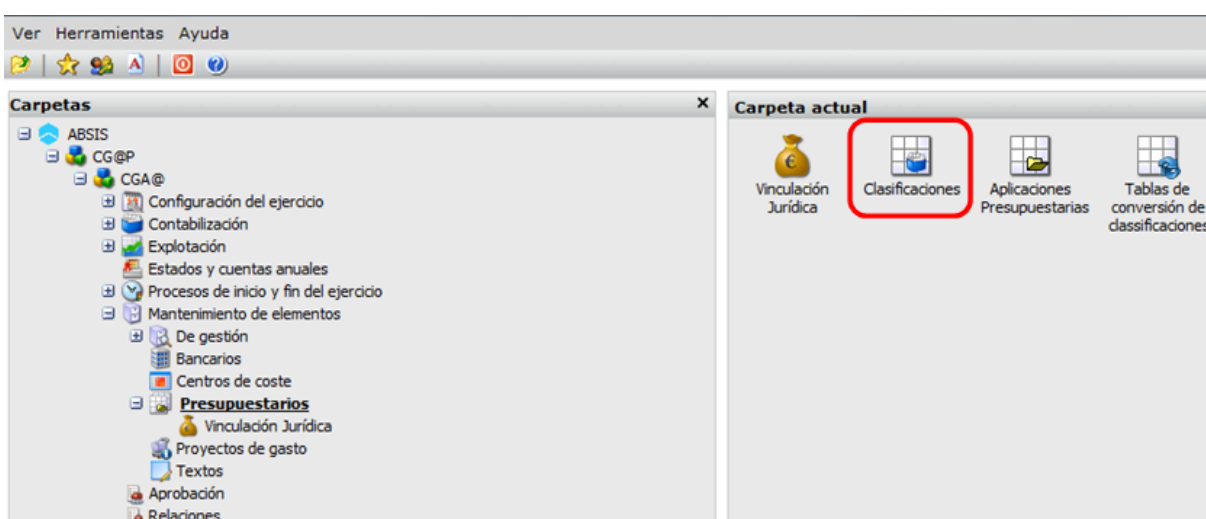 Ver Herramientas Ayuda
Carpetas
ABSIS
CG@P
CGA@
Configuración del ejercicio
Contabilización
Explotación
Estados y cuentas anuales
Procesos de inicio y fin del ejercicio
Mantenimiento de elementos
De gestión
Bancarios
Centros de coste
Presupuestarios
Vinculación Jurídica
Proyectos de gasto
Textos
Aprobación
Relaciones
Carpeta actual
Vinculación
Jurídica
Clasificaciones
Aplicaciones
Presupuestarias
Tablas de
conversión de
classificaciones